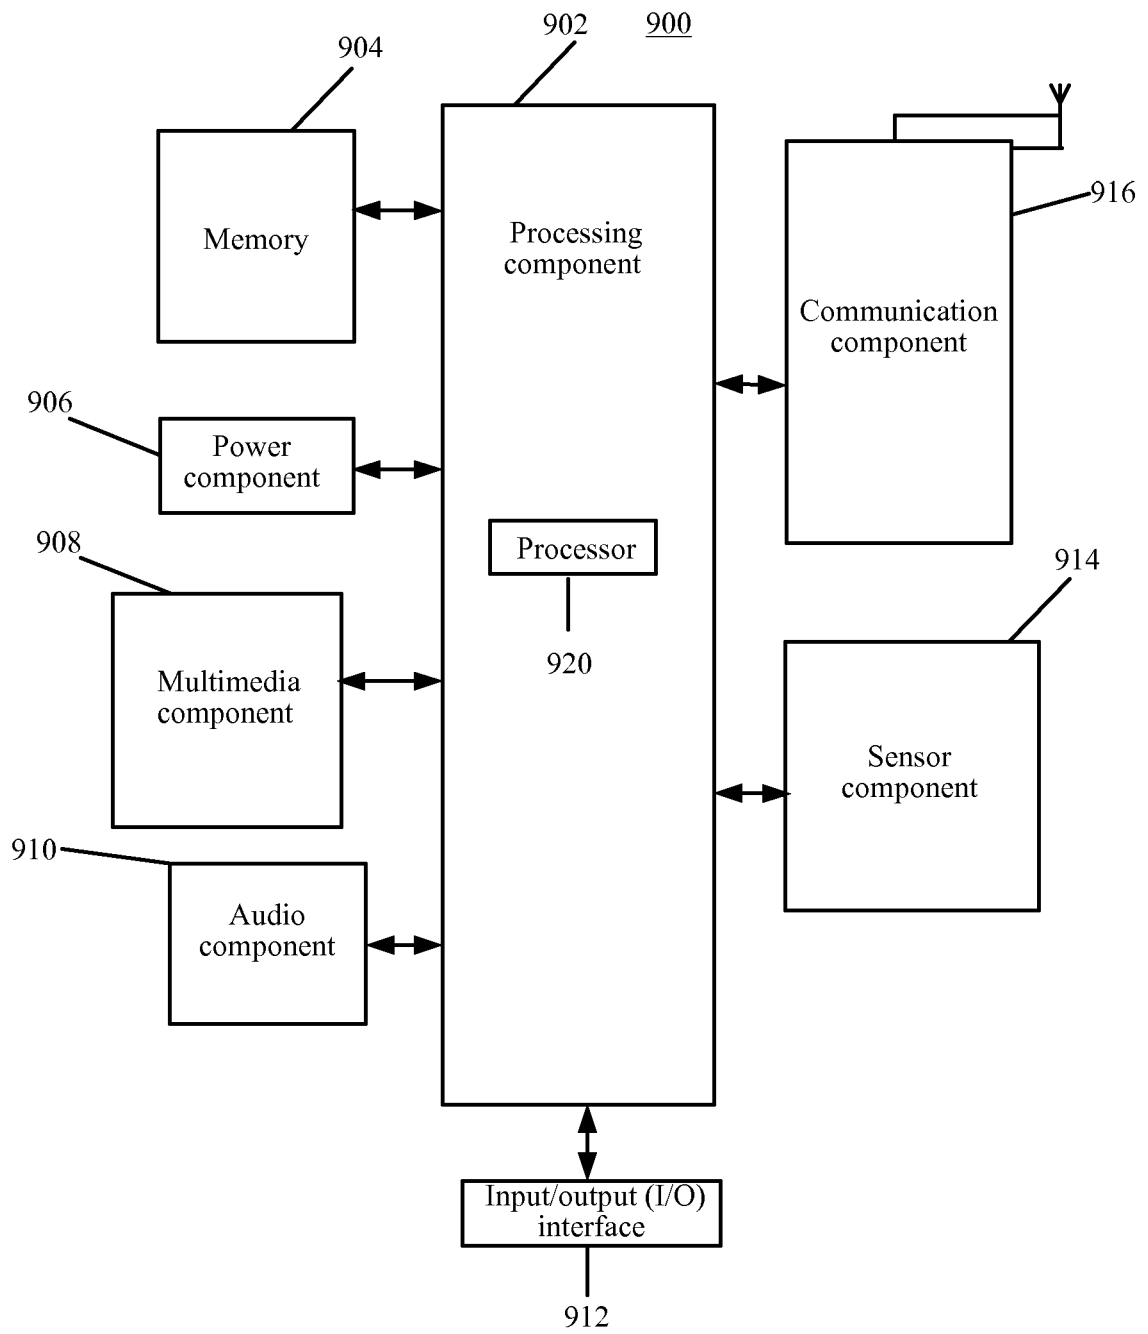 902
900
904
916
Memory
Processing
component
Communication
component
906
Power
component
908
Processor
914
920
Multimedia
component
Sensor
component
910
Audio
component
Input/output (I/O)
interface
912